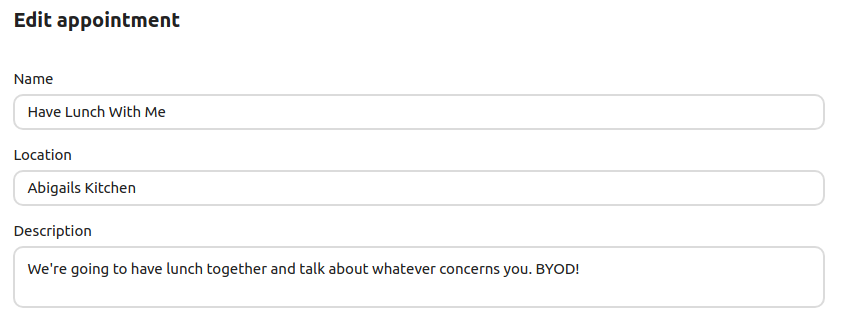 Edit appointment
Name
Have Lunch With Me
Location
Abigails Kitchen
Description
We're going to have lunch together and talk about whatever concerns you. BYOD!